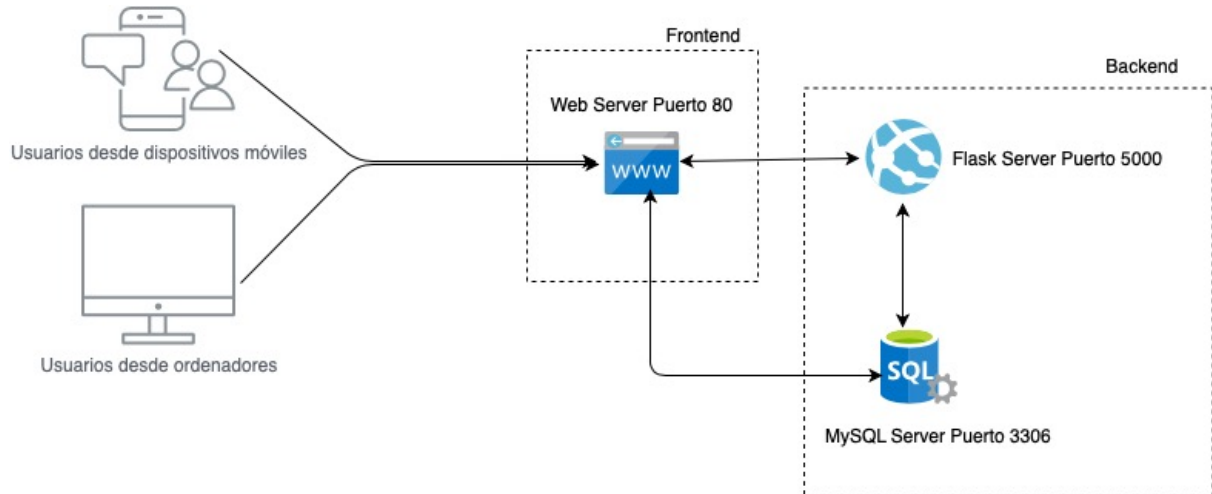 Frontend
Backend
Web Server Puerto 80
www
Usuarios desde dispositivos móviles
Flask Server Puerto 5000
Usuarios desde ordenadores
SQL
MySQL Server Puerto 3306